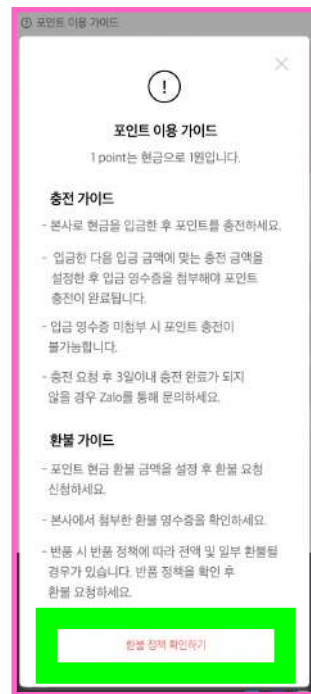 포인트 이용 가이드
포인트 이용 가이드
1 point는 현금으로 1원입니다.
충전 가이드
- 본사로 현금을 입금한 후 포인트를 충전하세요.
- 입금한 다음 입금 금액에 맞는 충전 금액을
설정한 후 입금 영수증을 첨부해야 포인트
충전이 완료됩니다.
- 입금 영수증 미첨부 시 포인트 충전이
불가능합니다.
- 충전 요청 후 3일이내 충전 완료가 되지
않을 경우 Zalo를 통해 문의하세요.
환불 가이드
- 포인트 현금 환불 금액을 설정 후 환불 요청
신청하세요.
- 본사에서 첨부한 환불 영수증을 확인하세요.
- 반품 시 반품 정책에 따라 전액 및 일부 환불될
경우가 있습니다. 반품 정책을 확인 후
환불 요청하세요.
환불 정책 확인하기